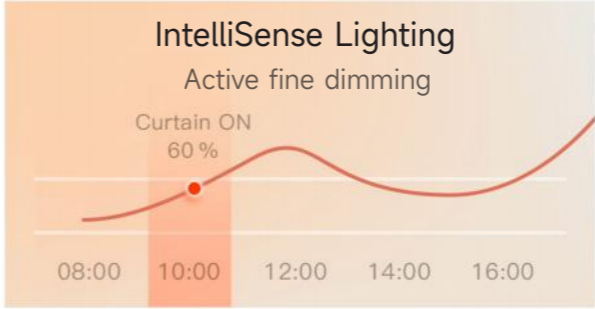 IntelliSense Lighting
Active fine dimming
Curtain ON
60 %
08:00 10:00 12:00 14:00 16:00